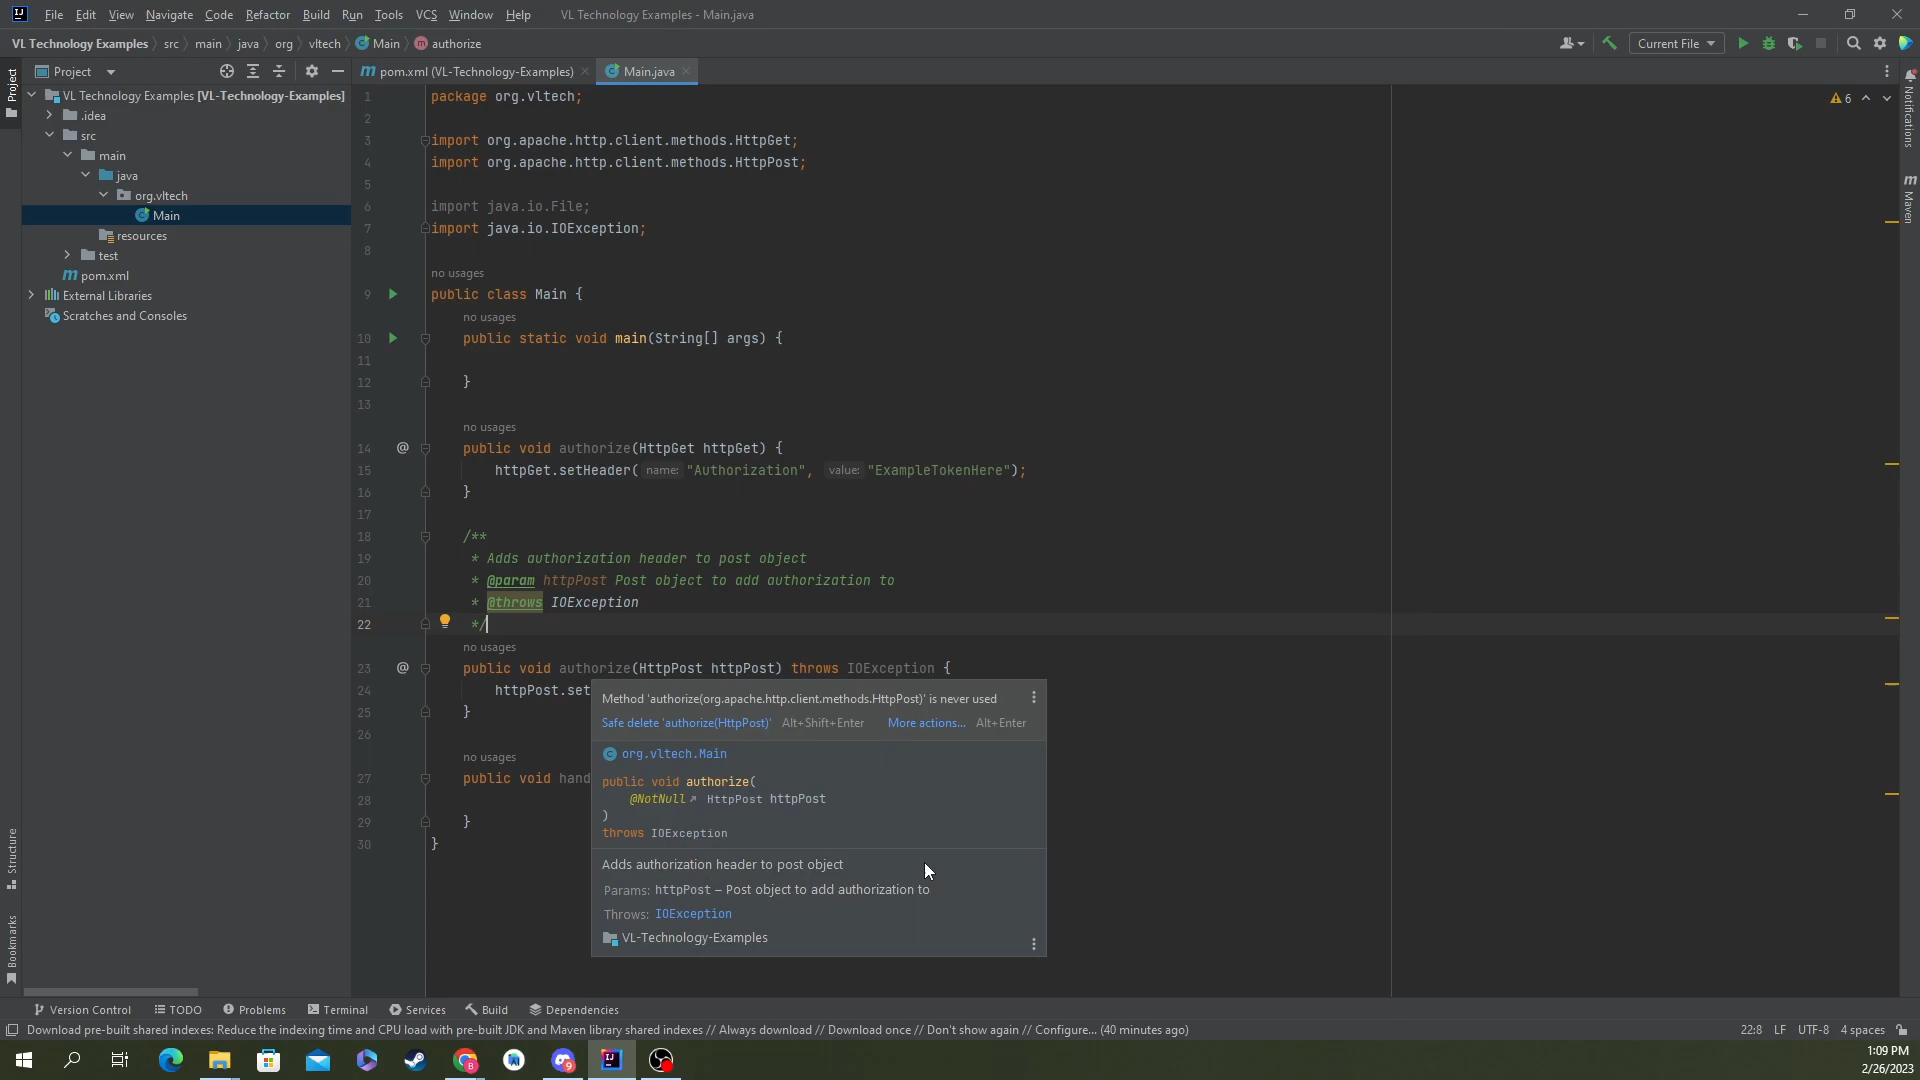 File Edit View Navigate Code Refactor Build Run Tools VCS Window Help VL Technology Examples - Main.java
VL Technology Examples src main java org vltech Main authorize
Current File
Project
pom.xml (VL-Technology-Examples)
Main.java
VL Technology Examples [VL-Technology-Examples]
.idea
src
main
java
org.vltech
Main
resources
test
pom.xml
External Libraries
Scratches and Consoles
Project
Structure
Bookmarks
Notifications
Maven
6
1 package org.vltech;
2
3 import org.apache.http.client.methods.HttpGet;
4 import org.apache.http.client.methods.HttpPost;
5
6 import java.io.File;
7 import java.io.IOException;
8
no usages
9 public class Main {
no usages
10 public static void main(String[] args) {
11
12 }
13
no usages
14 @ public void authorize(HttpGet httpGet) {
15 httpGet.setHeader( name: "Authorization", value: "ExampleTokenHere");
16 }
17
18 /**
19 * Adds authorization header to post object
20 * @param httpPost Post object to add authorization to
21 * @throws IOException
22 */
no usages
23 @ public void authorize(HttpPost httpPost) throws IOException {
24 httpPost.set
25 }
26
no usages
27 public void hand
28
29 }
30 }
Method 'authorize(org.apache.http.client.methods.HttpPost)' is never used
Safe delete 'authorize(HttpPost)' Alt+Shift+Enter More actions... Alt+Enter
org.vltech.Main
public void authorize(
@NotNull HttpPost httpPost
)
throws IOException
Adds authorization header to post object
Params: httpPost – Post object to add authorization to
Throws: IOException
VL-Technology-Examples
Version Control TODO Problems Terminal Services Build Dependencies
Download pre-built shared indexes: Reduce the indexing time and CPU load with pre-built JDK and Maven library shared indexes // Always download // Download once // Don't show again // Configure... (40 minutes ago)
22:8 LF UTF-8 4 spaces
1:09 PM
2/26/2023